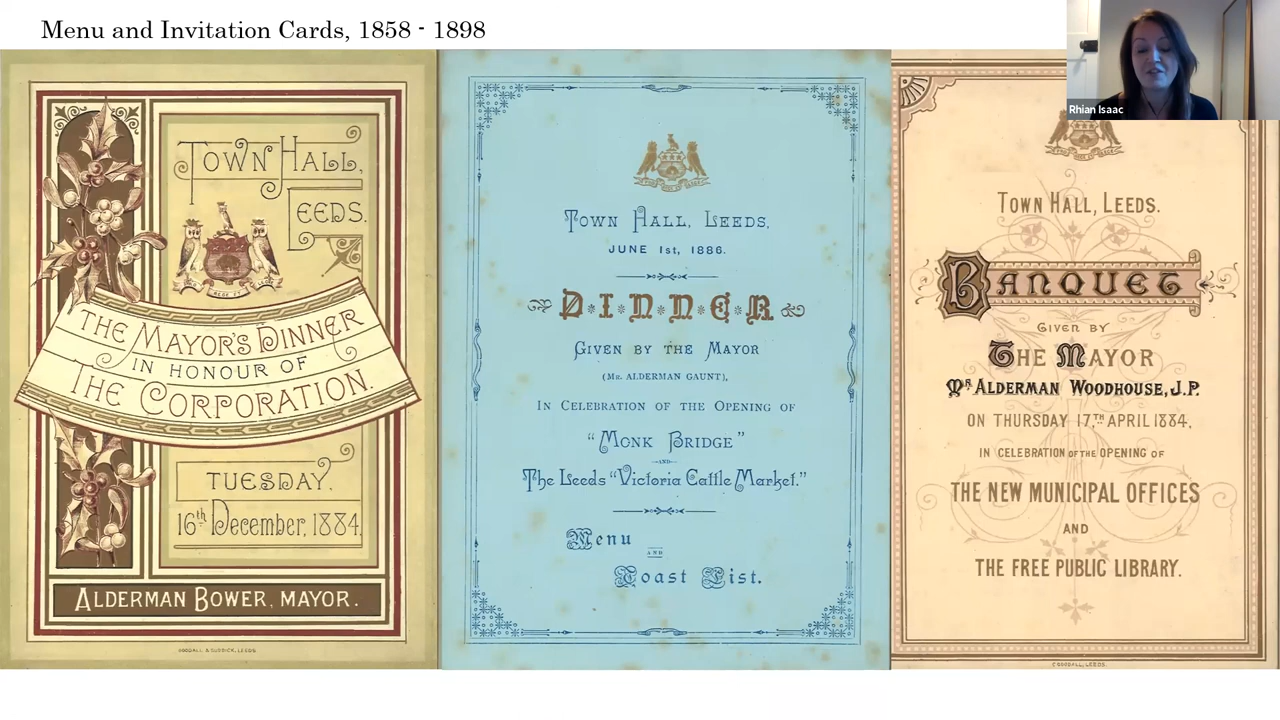 Menu and Invitation Cards, 1858 - 1898
Rhian Isaac
TOWN HALL,
LEEDS.
THE MAYOR'S DINNER
IN HONOUR OF
THE CORPORATION.
TUESDAY,
16th December, 1884.
ALDERMAN BOWER, MAYOR.
TOWN HALL, LEEDS,
JUNE 1st, 1886.
DINNER
GIVEN BY THE MAYOR
(MR. ALDERMAN GAUNT),
IN CELEBRATION OF THE OPENING OF
"MONK BRIDGE"
AND
The Leeds "Victoria Cattle Market."
Menu
AND
Toast List.
TOWN HALL, LEEDS.
BANQUET
GIVEN BY
THE MAYOR
MR. ALDERMAN WOODHOUSE, J.P.
ON THURSDAY 17TH APRIL 1884,
IN CELEBRATION OF THE OPENING OF
THE NEW MUNICIPAL OFFICES
AND
THE FREE PUBLIC LIBRARY.